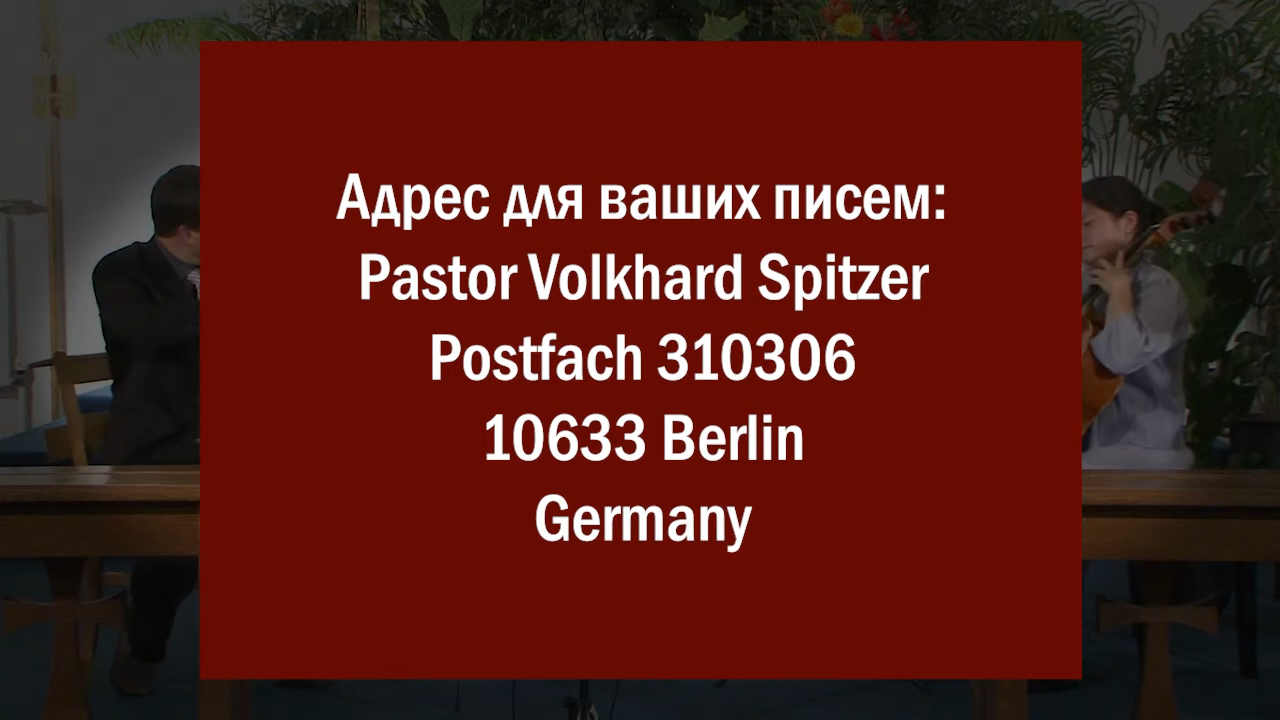 Адрес для ваших писем:
Pastor Volkhard Spitzer
Postfach 310306
10633 Berlin
Germany